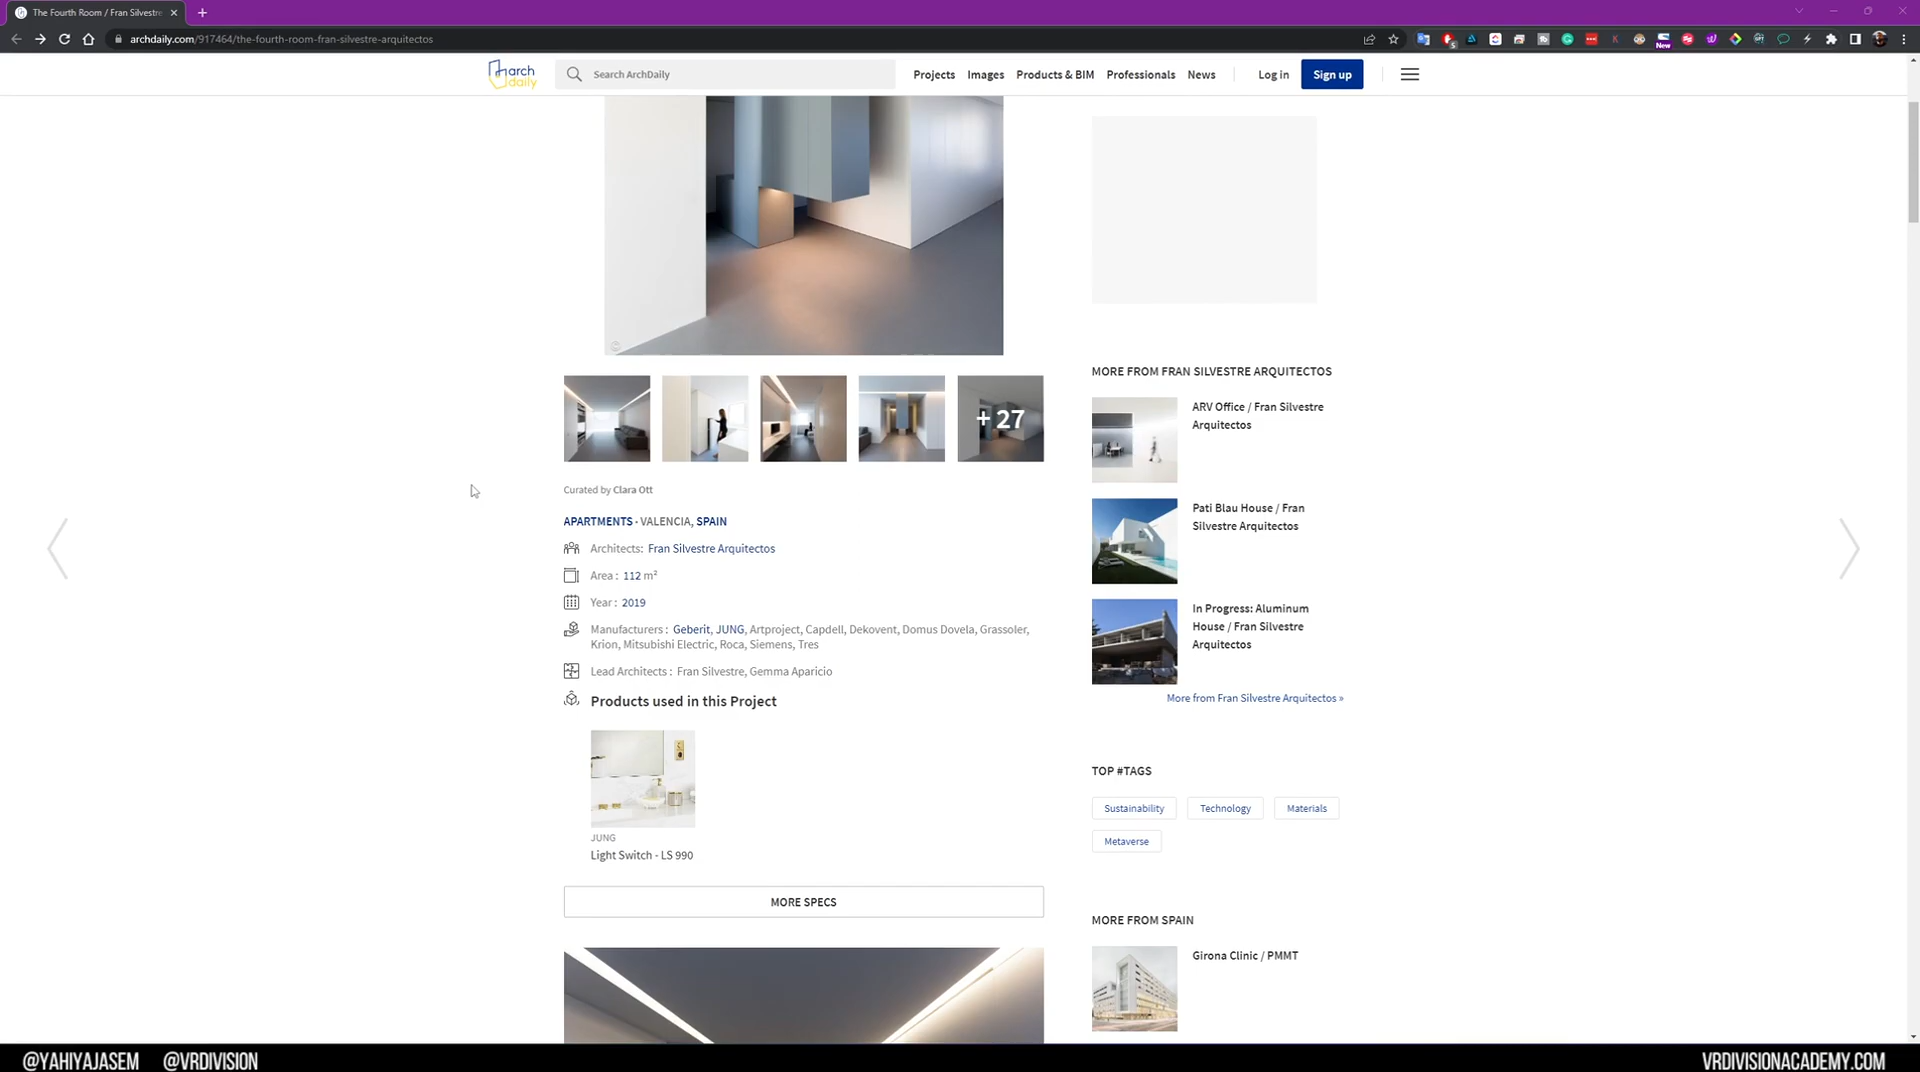 The Fourth Room / Fran Silvestre
archdaily.com/917464/the-fourth-room-fran-silvestre-arquitectos
New
arch
daily
Search ArchDaily
Projects
Images
Products & BIM
Professionals
News
Log in
Sign up
+ 27
Curated by Clara Ott
APARTMENTS · VALENCIA, SPAIN
Architects: Fran Silvestre Arquitectos
Area : 112 m²
Year : 2019
Manufacturers : Geberit, JUNG, Artproject, Capdell, Dekovent, Domus Dovela, Grassoler,
Krion, Mitsubishi Electric, Roca, Siemens, Tres
Lead Architects : Fran Silvestre, Gemma Aparicio
Products used in this Project
JUNG
Light Switch - LS 990
MORE SPECS
MORE FROM FRAN SILVESTRE ARQUITECTOS
ARV Office / Fran Silvestre
Arquitectos
Pati Blau House / Fran
Silvestre Arquitectos
In Progress: Aluminum
House / Fran Silvestre
Arquitectos
More from Fran Silvestre Arquitectos »
TOP #TAGS
Sustainability
Technology
Materials
Metaverse
MORE FROM SPAIN
Girona Clinic / PMMT
@YAHIYAJASEM
@VRDIVISION
VRDIVISIONACADEMY.COM